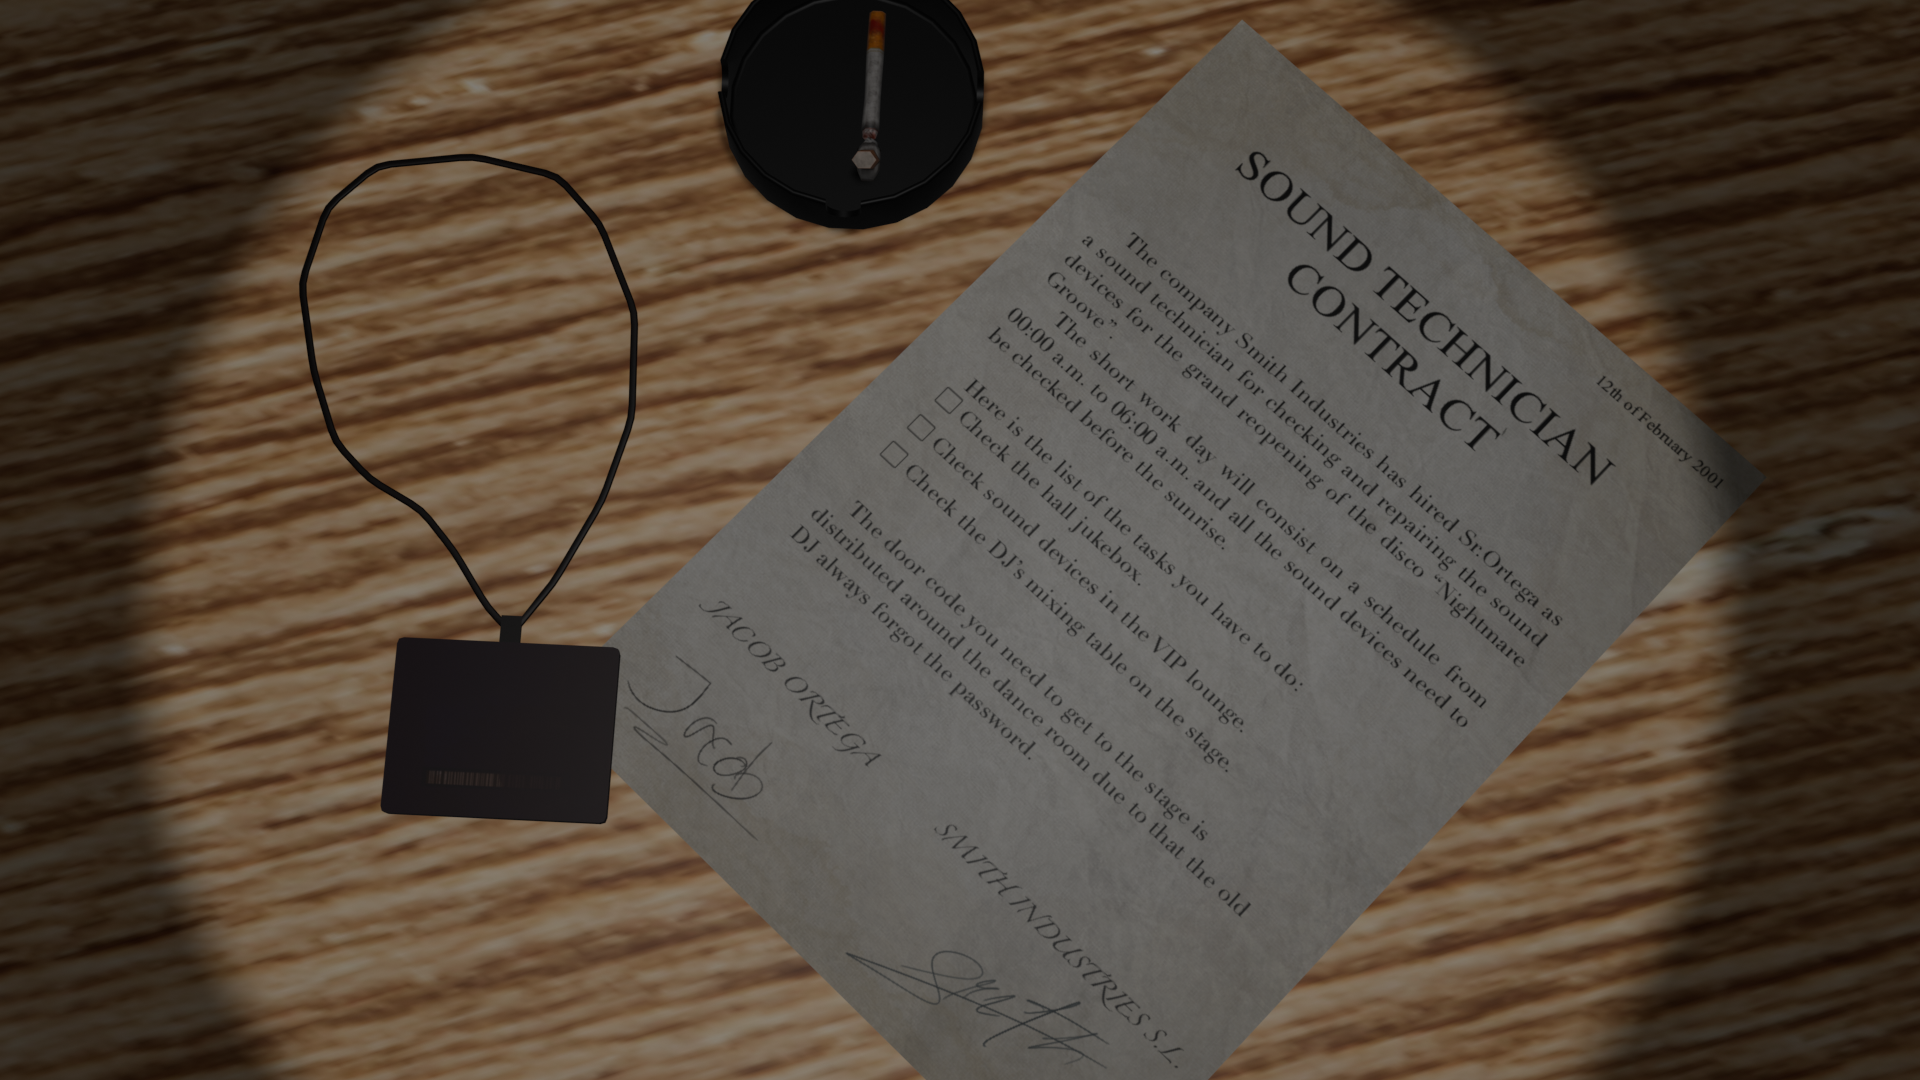 12th of February 2001
SOUND TECHNICIAN
CONTRACT
The company Smith Industries has hired Sr.Ortega as
a sound technician for checking and repairing the sound
devices for the grand reopening of the disco “Nightmare
Groove”.
The short work day will consist on a schedule from
00:00 a.m. to 06:00 a.m. and all the sound devices need to
be checked before the sunrise.
Here is the list of the tasks you have to do:
Check the hall jukebox.
Check sound devices in the VIP lounge.
Check the DJ’s mixing table on the stage.
The door code you need to get to the stage is
distributed around the dance room due to that the old
DJ always forgot the password.
JACOB ORTEGA
Jacob
SMITH INDUSTRIES S.L.